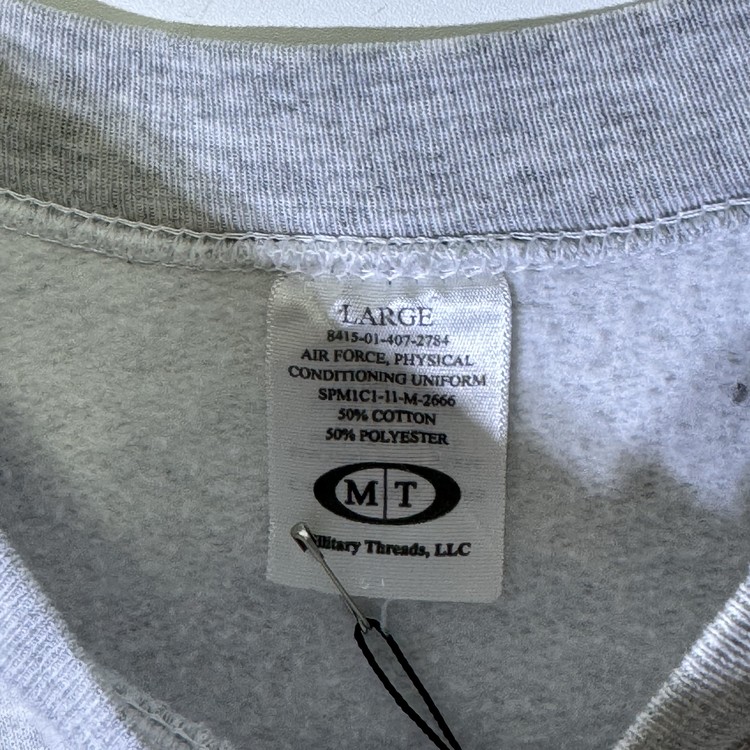 LARGE
8415-01-407-2784
AIR FORCE, PHYSICAL
CONDITIONING UNIFORM
SPM1C1-11-M-2666
50% COTTON
50% POLYESTER
M T
Military Threads, LLC